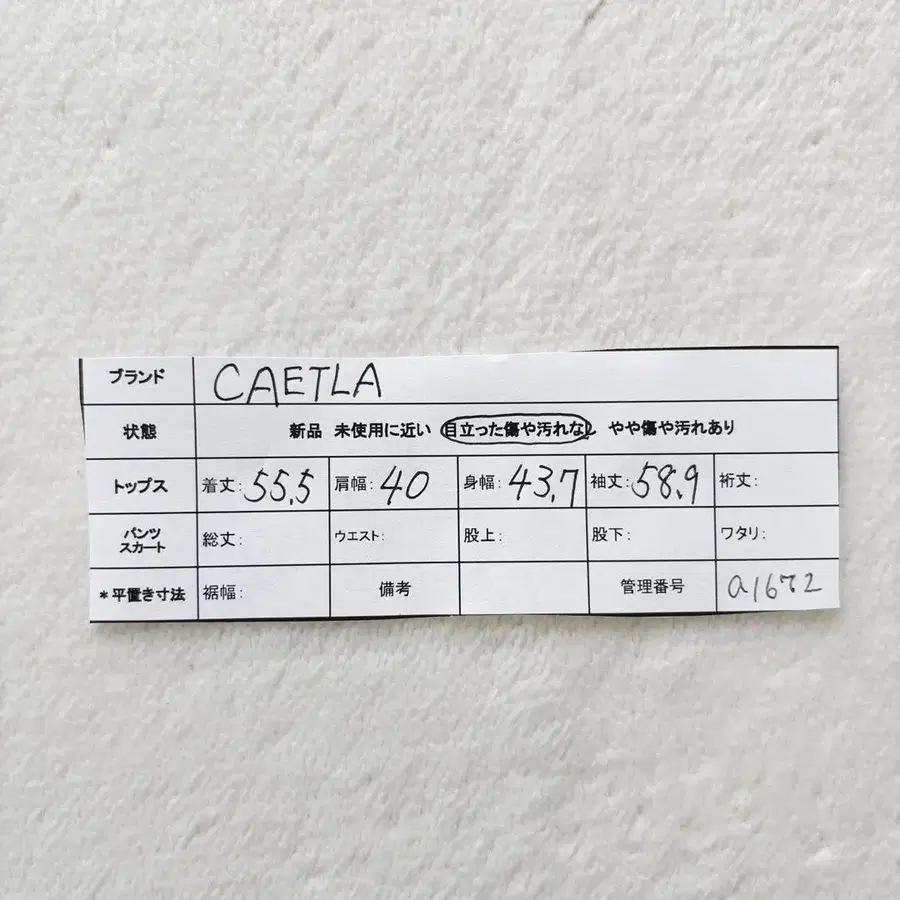 ブランド CAETLA
状態 新品 未使用に近い 目立った傷や汚れなし やや傷や汚れあり
トップス 着丈: 55.5 肩幅: 40 身幅: 43.7 袖丈: 58.9 裄丈:
パンツ スカート 総丈: ウエスト: 股上: 股下: ワタリ:
*平置き寸法 裾幅: 備考 管理番号 a1672